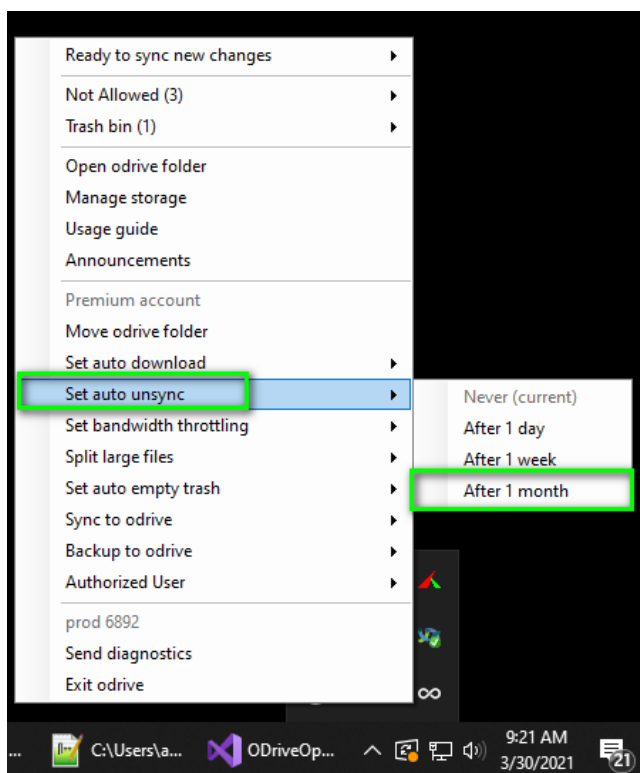 Ready to sync new changes
Not Allowed (3)
Trash bin (1)
Open odrive folder
Manage storage
Usage guide
Announcements
Premium account
Move odrive folder
Set auto download
Set auto unsync
Set bandwidth throttling
Split large files
Set auto empty trash
Sync to odrive
Backup to odrive
Authorized User
prod 6892
Send diagnostics
Exit odrive
Never (current)
After 1 day
After 1 week
After 1 month
... C:\Users\a... ODriveOp... 9:21 AM
3/30/2021 21